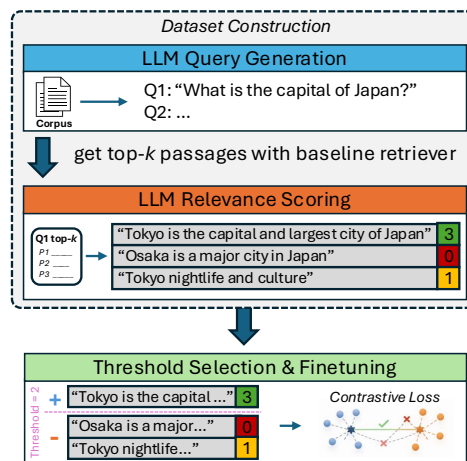 Dataset Construction
LLM Query Generation
Corpus
Q1: “What is the capital of Japan?”
Q2: ...
get top-k passages with baseline retriever
LLM Relevance Scoring
Q1 top-k
P1 ____
P2 ____
P3 ____
“Tokyo is the capital and largest city of Japan” 3
“Osaka is a major city in Japan” 0
“Tokyo nightlife and culture” 1
Threshold Selection & Finetuning
Threshold = 2
+ “Tokyo is the capital ...” 3
- “Osaka is a major...” 0
“Tokyo nightlife...” 1
Contrastive Loss